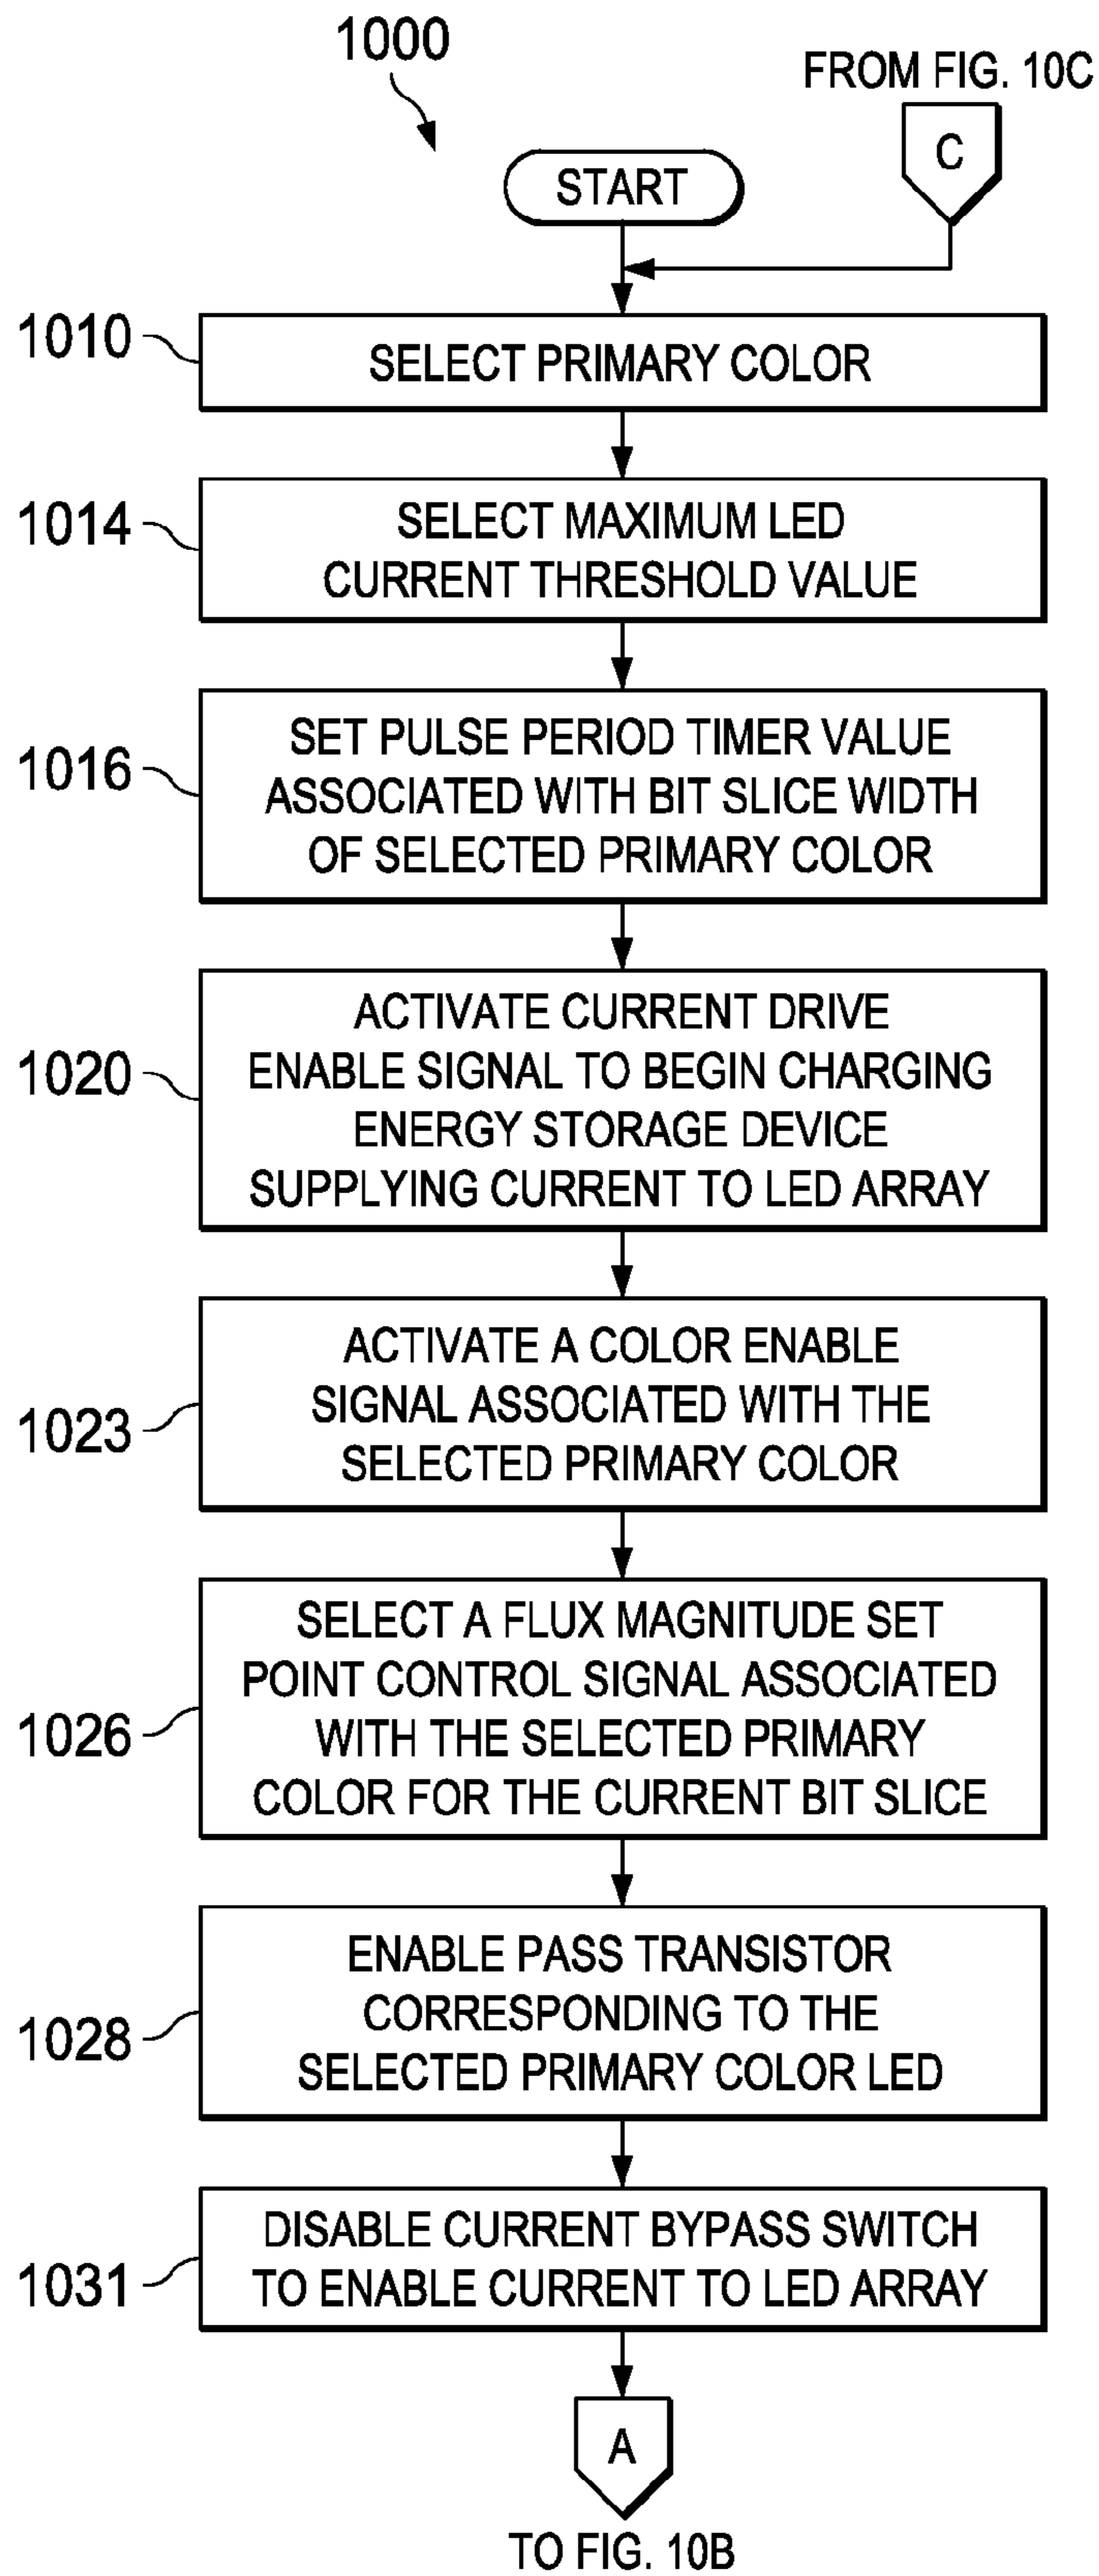 1000
FROM FIG. 10C
C
START
1010
SELECT PRIMARY COLOR
1014
SELECT MAXIMUM LED
CURRENT THRESHOLD VALUE
1016
SET PULSE PERIOD TIMER VALUE
ASSOCIATED WITH BIT SLICE WIDTH
OF SELECTED PRIMARY COLOR
1020
ACTIVATE CURRENT DRIVE
ENABLE SIGNAL TO BEGIN CHARGING
ENERGY STORAGE DEVICE
SUPPLYING CURRENT TO LED ARRAY
1023
ACTIVATE A COLOR ENABLE
SIGNAL ASSOCIATED WITH THE
SELECTED PRIMARY COLOR
1026
SELECT A FLUX MAGNITUDE SET
POINT CONTROL SIGNAL ASSOCIATED
WITH THE SELECTED PRIMARY
COLOR FOR THE CURRENT BIT SLICE
1028
ENABLE PASS TRANSISTOR
CORRESPONDING TO THE
SELECTED PRIMARY COLOR LED
1031
DISABLE CURRENT BYPASS SWITCH
TO ENABLE CURRENT TO LED ARRAY
A
TO FIG. 10B